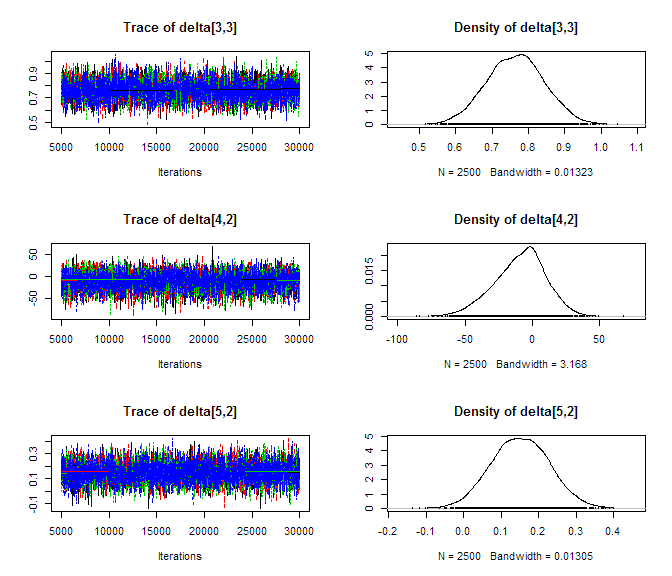 Trace of delta[3,3]
0.5 0.7 0.9
5000 10000 15000 20000 25000 30000
Iterations
Density of delta[3,3]
0 1 2 3 4 5
0.5 0.6 0.7 0.8 0.9 1.0 1.1
N = 2500 Bandwidth = 0.01323
Trace of delta[4,2]
-50 0 50
5000 10000 15000 20000 25000 30000
Iterations
Density of delta[4,2]
0.000 0.015
-100 -50 0 50
N = 2500 Bandwidth = 3.168
Trace of delta[5,2]
-0.1 0.1 0.3
5000 10000 15000 20000 25000 30000
Iterations
Density of delta[5,2]
0 1 2 3 4 5
-0.2 -0.1 0.0 0.1 0.2 0.3 0.4
N = 2500 Bandwidth = 0.01305